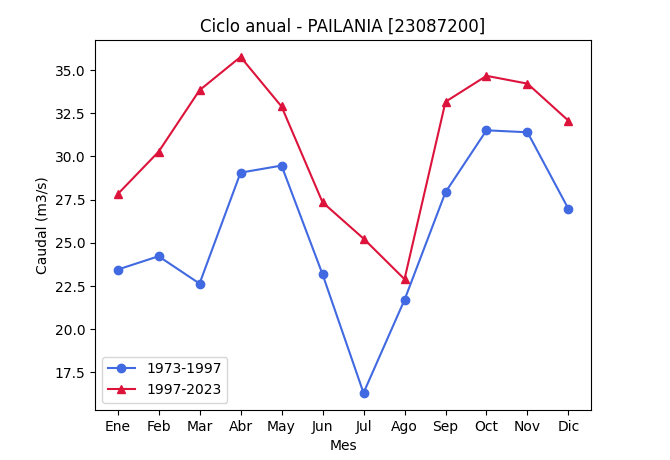 Ciclo anual - PAILANIA [23087200]
Caudal (m3/s)
35.0
32.5
30.0
27.5
25.0
22.5
20.0
17.5
1973-1997
1997-2023
Ene Feb Mar Abr May Jun Jul Ago Sep Oct Nov Dic
Mes